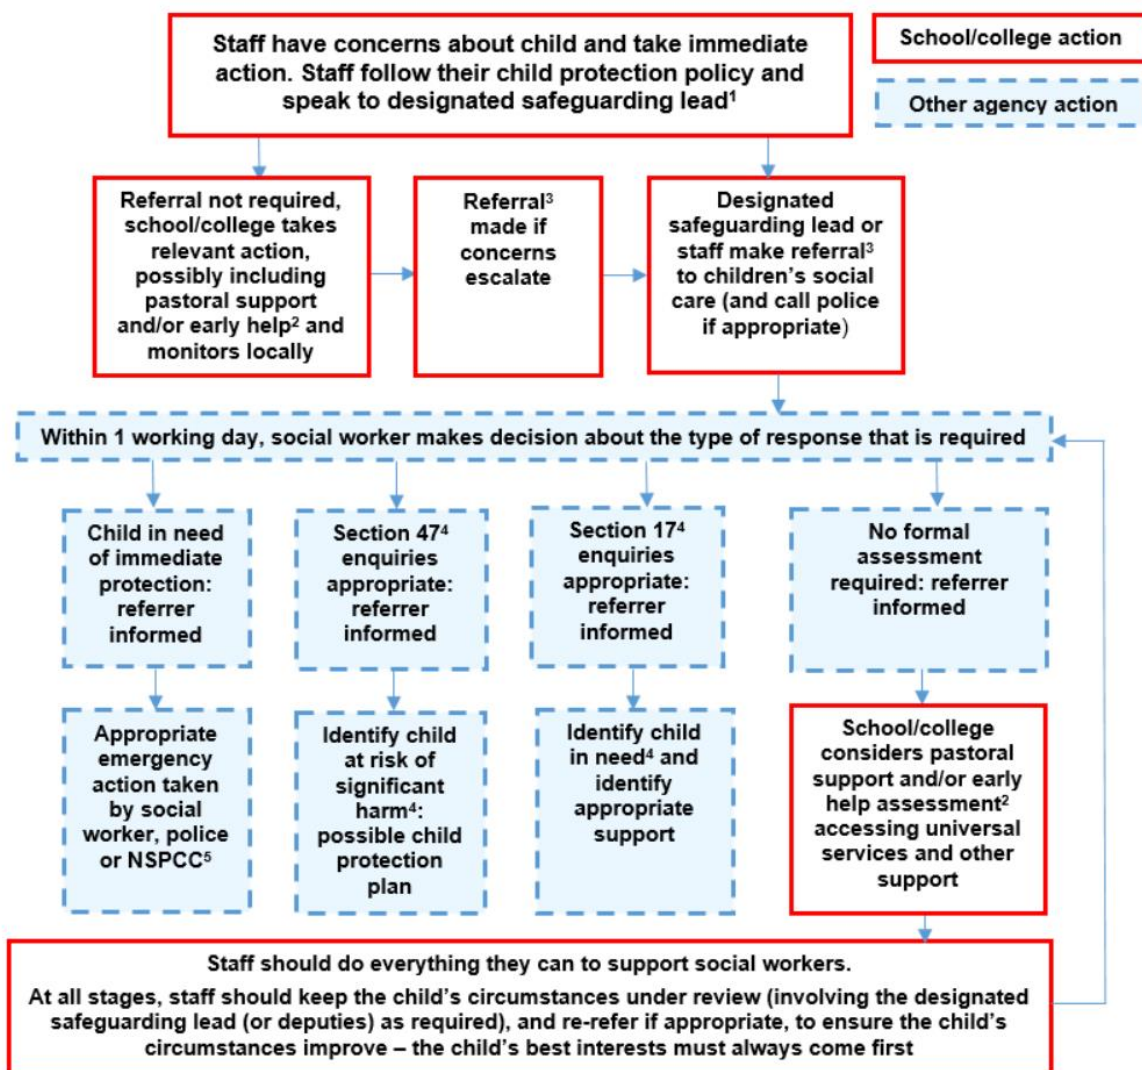 Staff have concerns about child and take immediate
action. Staff follow their child protection policy and
speak to designated safeguarding lead¹
School/college action
Other agency action
Referral not required,
school/college takes
relevant action,
possibly including
pastoral support
and/or early help² and
monitors locally
Referral³
made if
concerns
escalate
Designated
safeguarding lead or
staff make referral³
to children’s social
care (and call police
if appropriate)
Within 1 working day, social worker makes decision about the type of response that is required
Child in need
of immediate
protection:
referrer
informed
Section 47⁴
enquiries
appropriate:
referrer
informed
Section 17⁴
enquiries
appropriate:
referrer
informed
No formal
assessment
required: referrer
informed
Appropriate
emergency
action taken
by social
worker, police
or NSPCC⁵
Identify child
at risk of
significant
harm⁴:
possible child
protection
plan
Identify child
in need⁴ and
identify
appropriate
support
School/college
considers pastoral
support and/or early
help assessment²
accessing universal
services and other
support
Staff should do everything they can to support social workers.
At all stages, staff should keep the child’s circumstances under review (involving the designated
safeguarding lead (or deputies) as required), and re-refer if appropriate, to ensure the child’s
circumstances improve – the child’s best interests must always come first